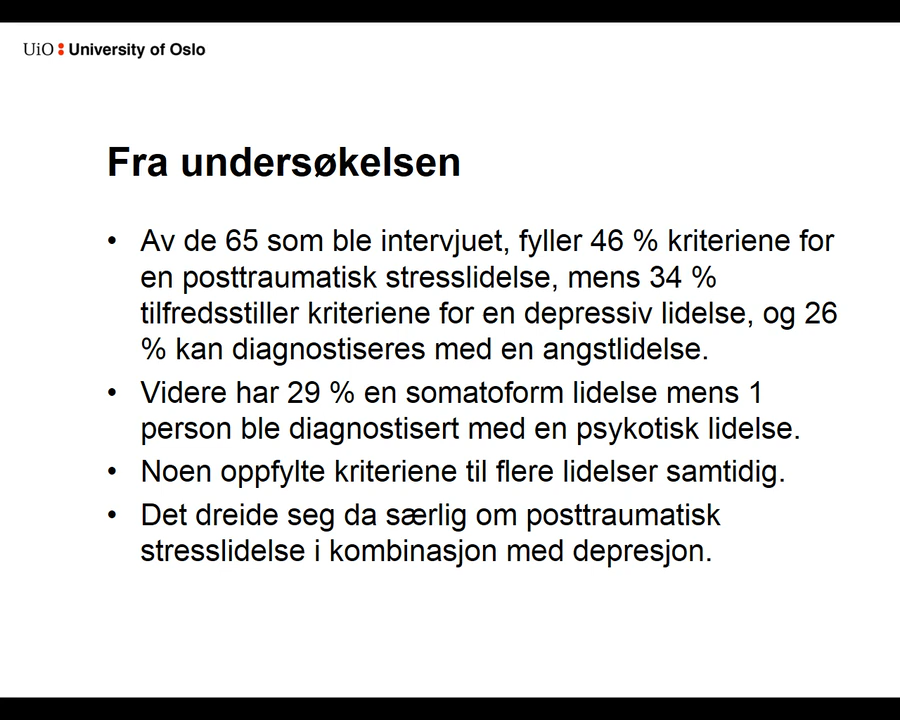 UiO : University of Oslo
Fra undersøkelsen
• Av de 65 som ble intervjuet, fyller 46 % kriteriene for
en posttraumatisk stresslidelse, mens 34 %
tilfredsstiller kriteriene for en depressiv lidelse, og 26
% kan diagnostiseres med en angstlidelse.
• Videre har 29 % en somatoform lidelse mens 1
person ble diagnostisert med en psykotisk lidelse.
• Noen oppfylte kriteriene til flere lidelser samtidig.
• Det dreide seg da særlig om posttraumatisk
stresslidelse i kombinasjon med depresjon.